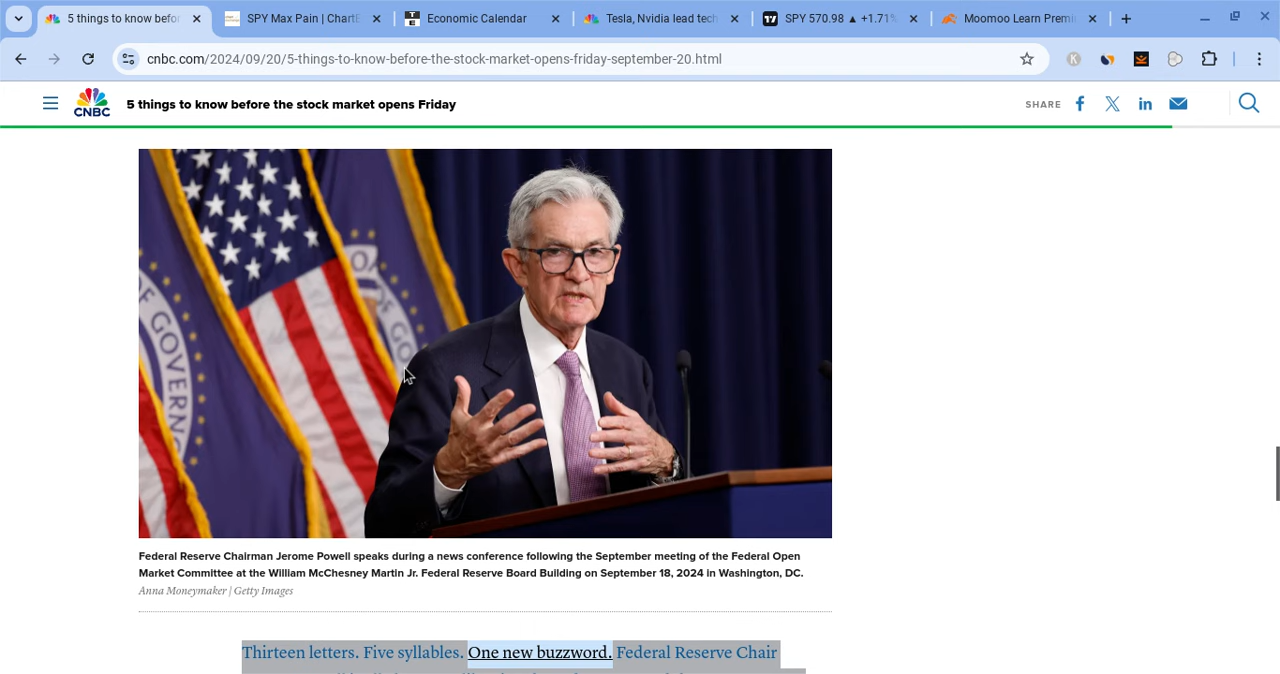 5 things to know befor
SPY Max Pain | Chart
Economic Calendar
Tesla, Nvidia lead tech
SPY 570.98 ▲ +1.71%
Moomoo Learn Premi
cnbc.com/2024/09/20/5-things-to-know-before-the-stock-market-opens-friday-september-20.html
CNBC
5 things to know before the stock market opens Friday
SHARE
Federal Reserve Chairman Jerome Powell speaks during a news conference following the September meeting of the Federal Open
Market Committee at the William McChesney Martin Jr. Federal Reserve Board Building on September 18, 2024 in Washington, DC.
Anna Moneymaker | Getty Images
Thirteen letters. Five syllables. One new buzzword. Federal Reserve Chair